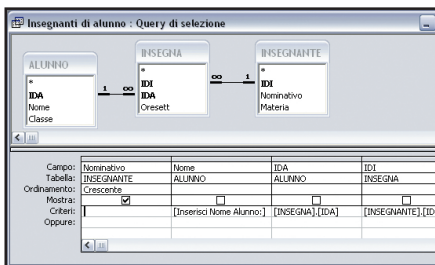 Insegnanti di alunno : Query di selezione
ALUNNO
*
IDA
Nome
Classe
1 ∞
INSEGNA
*
IDI
IDA
Oresett
∞ 1
INSEGNANTE
*
IDI
Nominativo
Materia
Campo: Nominativo Nome IDA IDI
Tabella: INSEGNANTE ALUNNO ALUNNO INSEGNA
Ordinamento: Crescente
Mostra:
Criteri: [Inserisci Nome Alunno:] [INSEGNA].[IDA] [INSEGNANTE].[ID
Oppure: